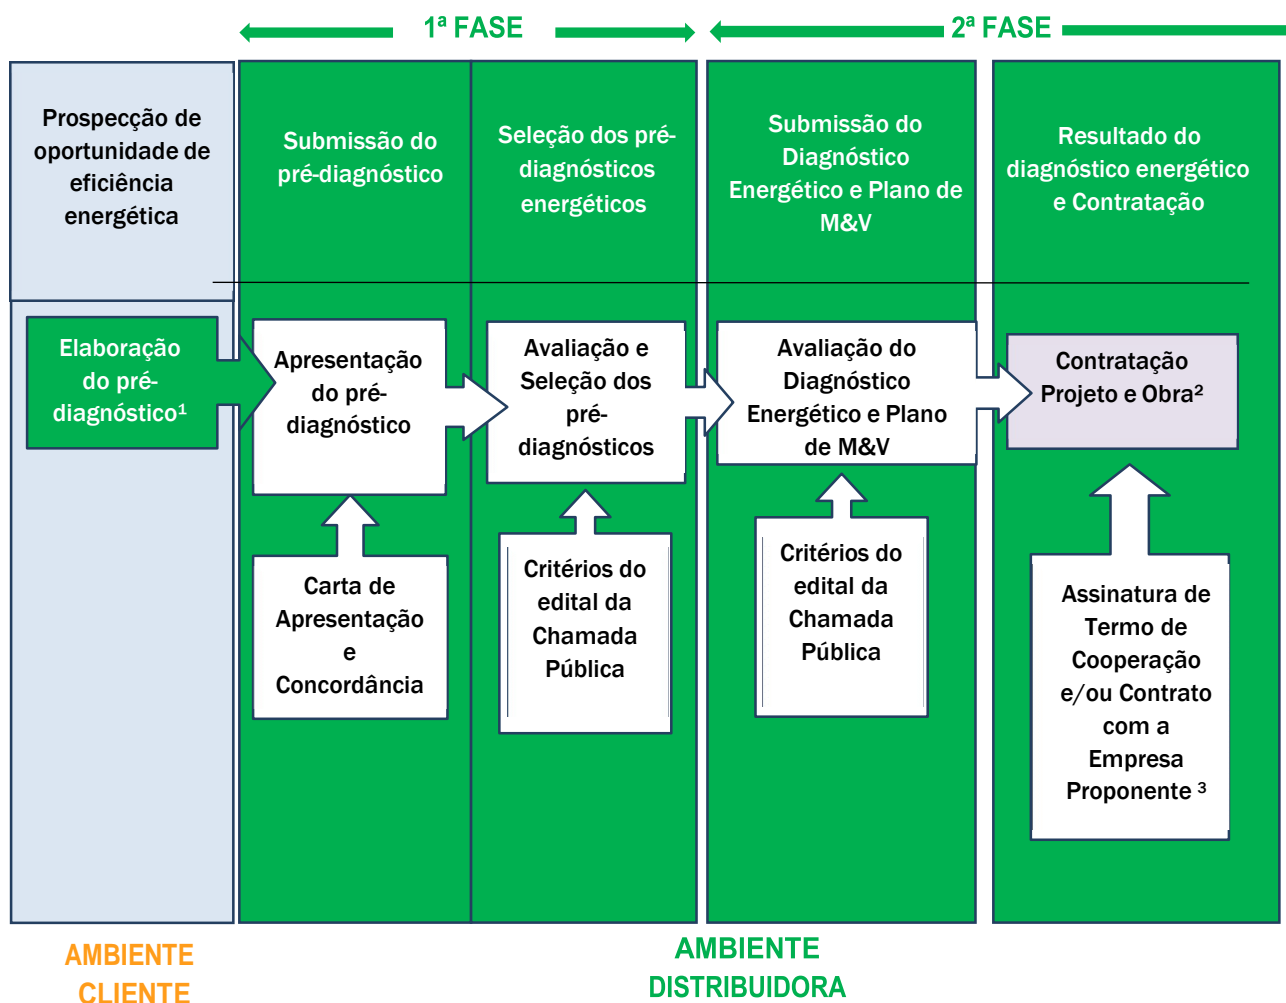 1ª FASE
2ª FASE
Prospecção de
oportunidade de
eficiência
energética
Submissão do
pré-diagnóstico
Seleção dos pré-
diagnósticos
energéticos
Submissão do
Diagnóstico
Energético e Plano de
M&V
Resultado do
diagnóstico energético
e Contratação
Elaboração
do pré-
diagnóstico¹
Apresentação
do pré-
diagnóstico
Avaliação e
Seleção dos
pré-
diagnósticos
Avaliação do
Diagnóstico
Energético e Plano
de M&V
Contratação
Projeto e Obra²
Carta de
Apresentação
e
Concordância
Critérios do
edital da
Chamada
Pública
Critérios do
edital da
Chamada
Pública
Assinatura de
Termo de
Cooperação
e/ou Contrato
com a
Empresa
Proponente ³
AMBIENTE
CLIENTE
AMBIENTE
DISTRIBUIDORA